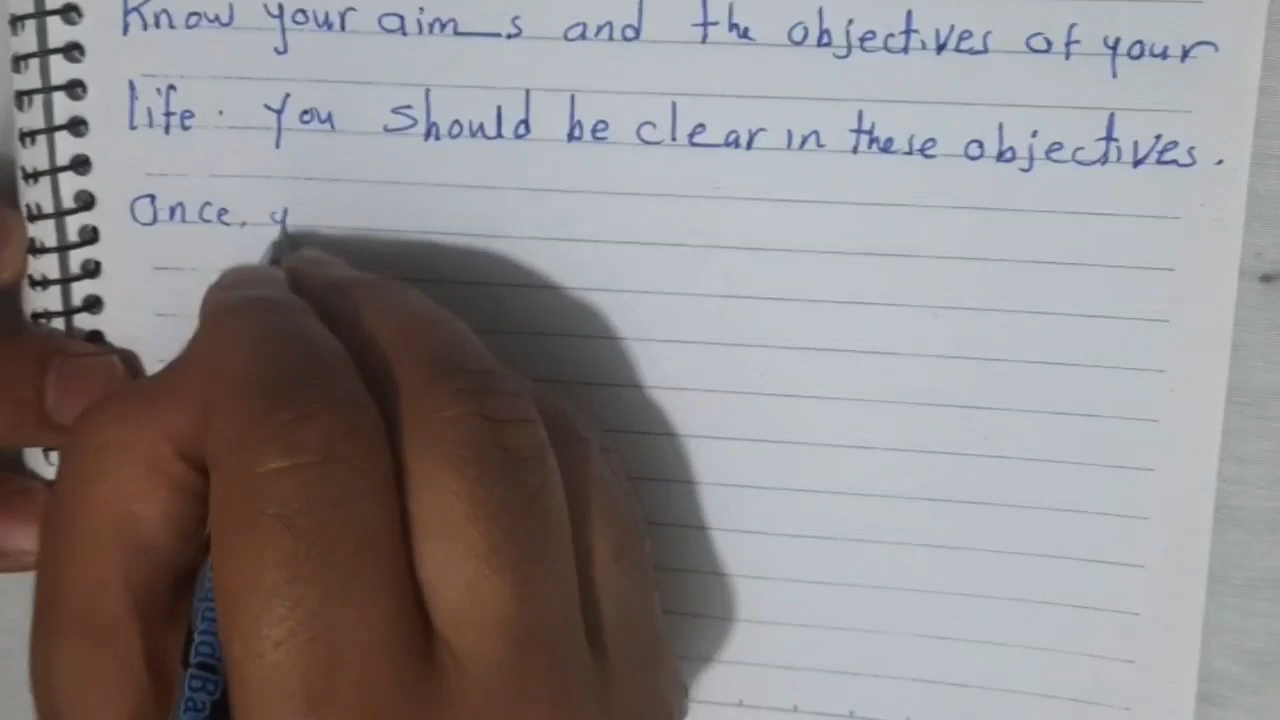 Know your aims and the objectives of your
life. You should be clear in these objectives.
Once, y